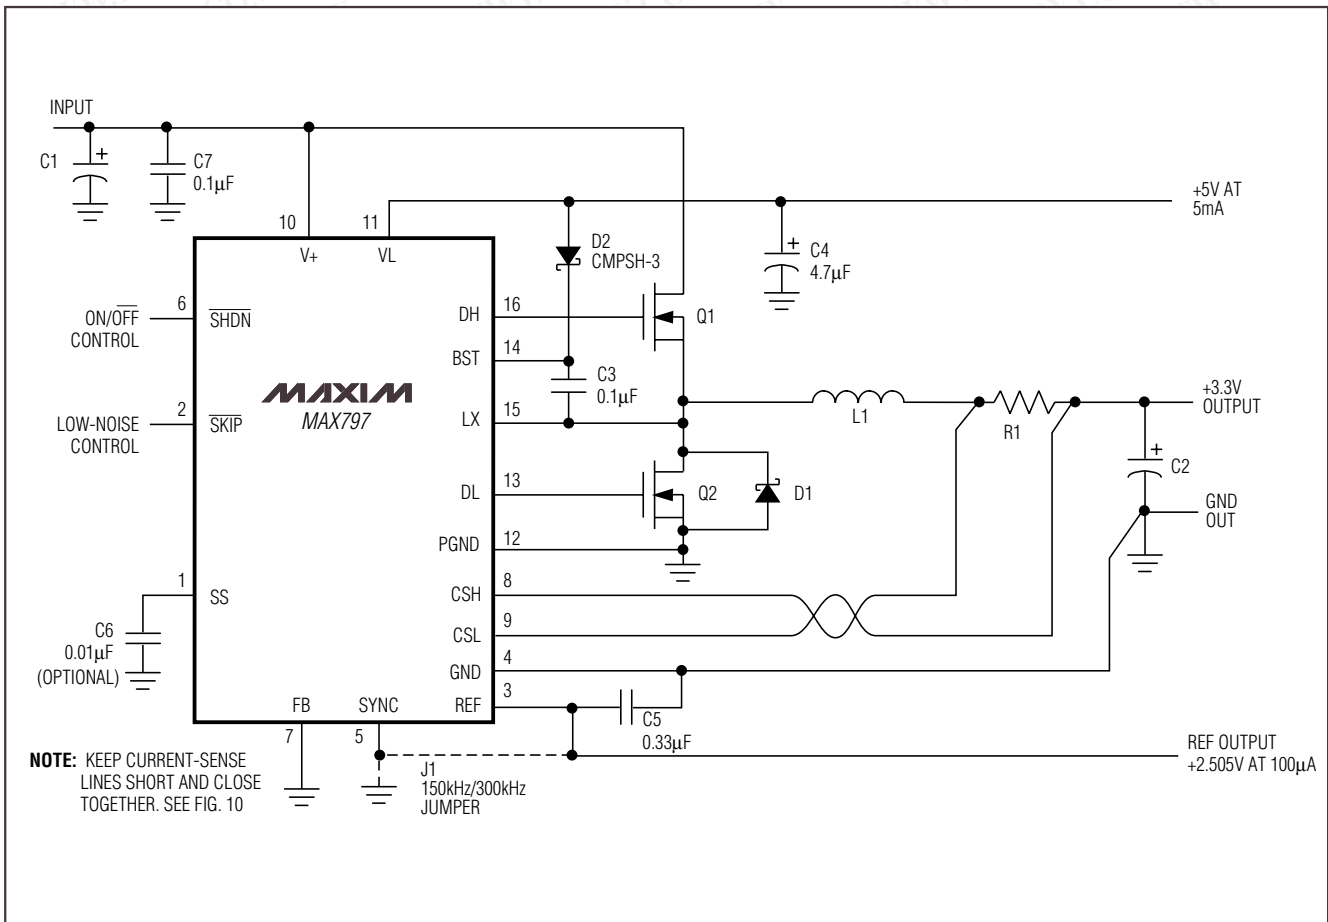 INPUT
C1
+
C7
0.1µF
10
11
V+
VL
+5V AT
5mA
D2
CMPSH-3
+
C4
4.7µF
6
ON/OFF
CONTROL
SHDN
DH
16
Q1
BST
14
C3
0.1µF
MAXIM
MAX797
2
LOW-NOISE
CONTROL
SKIP
LX
15
L1
R1
+3.3V
OUTPUT
+
C2
DL
13
Q2
D1
GND
OUT
PGND
12
1
SS
CSH
8
C6
0.01µF
(OPTIONAL)
CSL
9
GND
4
FB
SYNC
REF
3
C5
0.33µF
7
5
NOTE: KEEP CURRENT-SENSE
LINES SHORT AND CLOSE
TOGETHER. SEE FIG. 10
J1
150kHz/300kHz
JUMPER
REF OUTPUT
+2.505V AT 100µA